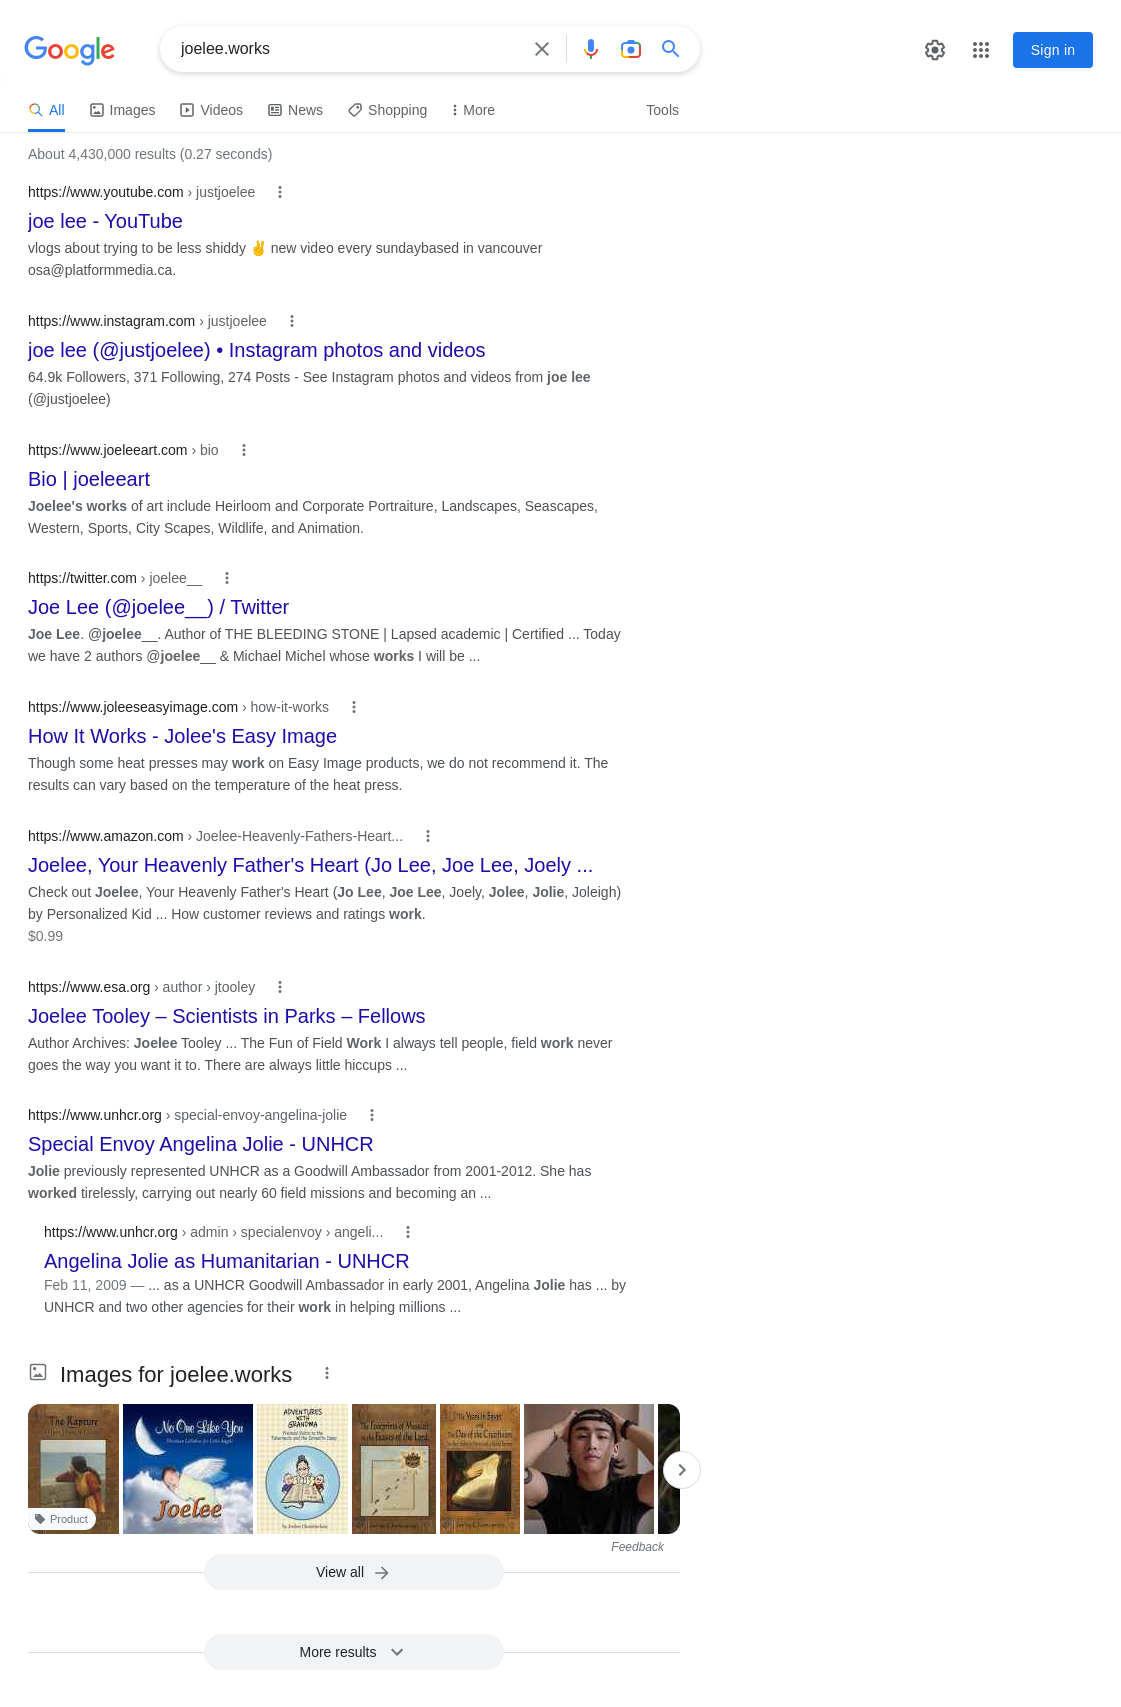 Google
joelee.works
Sign in
All
Images
Videos
News
Shopping
More
Tools
About 4,430,000 results (0.27 seconds)
https://www.youtube.com › justjoelee
joe lee - YouTube
vlogs about trying to be less shiddy ✌ new video every sundaybased in vancouver
osa@platformmedia.ca.
https://www.instagram.com › justjoelee
joe lee (@justjoelee) • Instagram photos and videos
64.9k Followers, 371 Following, 274 Posts - See Instagram photos and videos from joe lee
(@justjoelee)
https://www.joeleeart.com › bio
Bio | joeleeart
Joelee's works of art include Heirloom and Corporate Portraiture, Landscapes, Seascapes,
Western, Sports, City Scapes, Wildlife, and Animation.
https://twitter.com › joelee__
Joe Lee (@joelee__) / Twitter
Joe Lee. @joelee__. Author of THE BLEEDING STONE | Lapsed academic | Certified ... Today
we have 2 authors @joelee__ & Michael Michel whose works I will be ...
https://www.joleeseasyimage.com › how-it-works
How It Works - Jolee's Easy Image
Though some heat presses may work on Easy Image products, we do not recommend it. The
results can vary based on the temperature of the heat press.
https://www.amazon.com › Joelee-Heavenly-Fathers-Heart...
Joelee, Your Heavenly Father's Heart (Jo Lee, Joe Lee, Joely ...
Check out Joelee, Your Heavenly Father's Heart (Jo Lee, Joe Lee, Joely, Jolee, Jolie, Joleigh)
by Personalized Kid ... How customer reviews and ratings work.
$0.99
https://www.esa.org › author › jtooley
Joelee Tooley – Scientists in Parks – Fellows
Author Archives: Joelee Tooley ... The Fun of Field Work I always tell people, field work never
goes the way you want it to. There are always little hiccups ...
https://www.unhcr.org › special-envoy-angelina-jolie
Special Envoy Angelina Jolie - UNHCR
Jolie previously represented UNHCR as a Goodwill Ambassador from 2001-2012. She has
worked tirelessly, carrying out nearly 60 field missions and becoming an ...
https://www.unhcr.org › admin › specialenvoy › angeli...
Angelina Jolie as Humanitarian - UNHCR
Feb 11, 2009 — ... as a UNHCR Goodwill Ambassador in early 2001, Angelina Jolie has ... by
UNHCR and two other agencies for their work in helping millions ...
Images for joelee.works
The Rapture
No One Like You
Christian Lullabies for Little Angels
Joelee
ADVENTURES
WITH
GRANDMA
The Footprints of Messiah
in the Feasts of the Lord
Product
Feedback
View all
More results